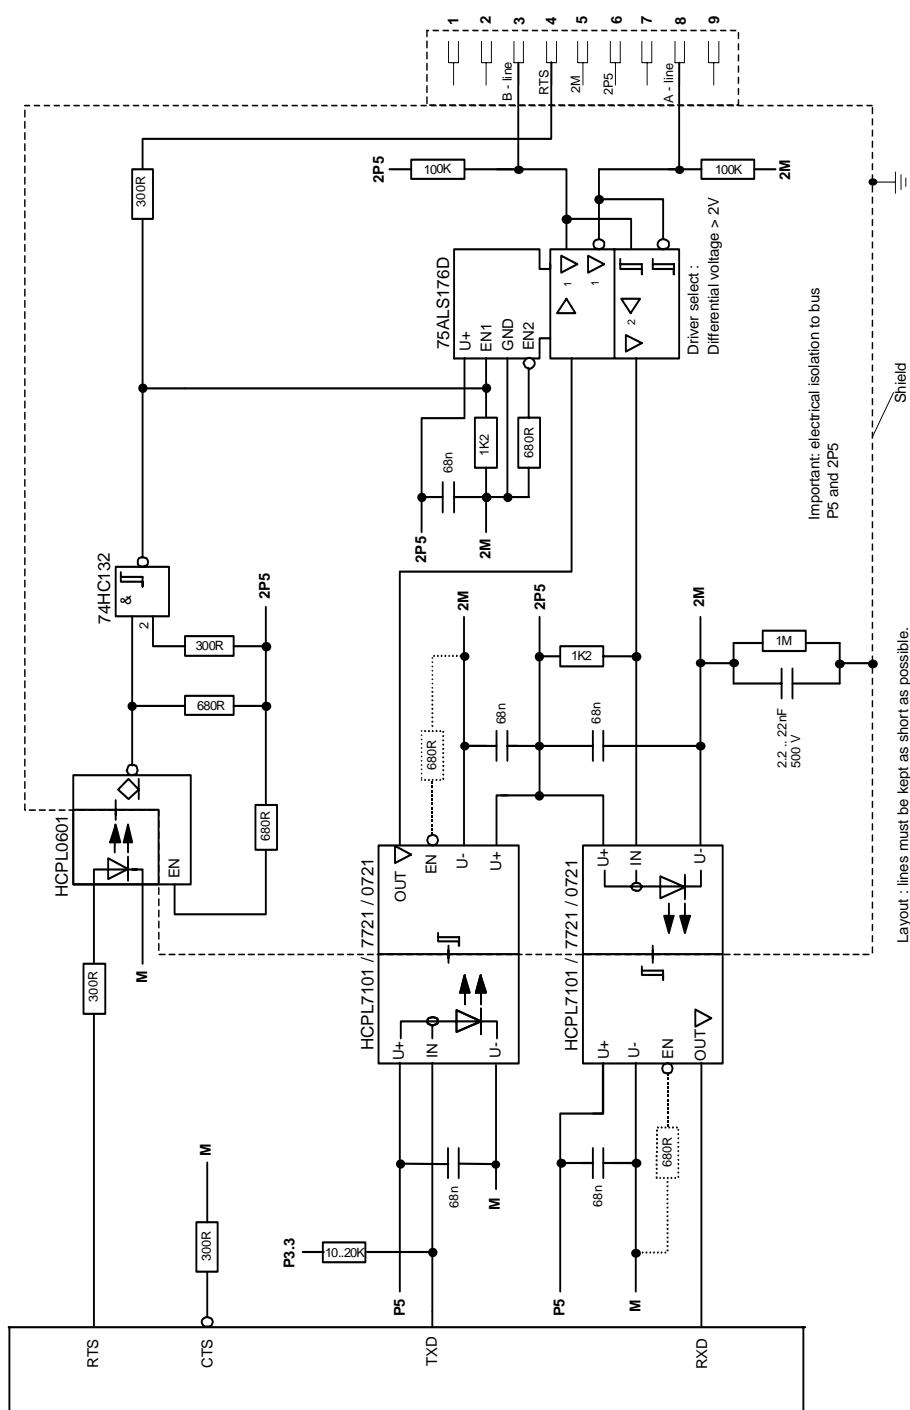 1
2
3
4
5
6
7
8
9
B - line
RTS
2M
2P5
A - line
2P5
100K
100K
2M
300R
75ALS176D
U+
EN1
GND
EN2
1
1
2
Driver select :
Differential voltage > 2V
1K2
680R
68n
2P5
2M
Important: electrical isolation to bus
P5 and 2P5
Shield
74HC132
&
2
2P5
300R
680R
680R
HCPL0601
EN
M
300R
2M
2P5
2M
1K2
1M
2.2 .. 22nF
500 V
680R
68n
68n
HCPL7101 / 7721 / 0721
OUT
EN
U-
U+
U+
IN
U-
HCPL7101 / 7721 / 0721
U+
IN
U-
U+
U-
EN
OUT
M
300R
P3.3
10..20K
68n
M
P5
68n
680R
P5
M
RTS
CTS
TXD
RXD
Layout : lines must be kept as short as possible.